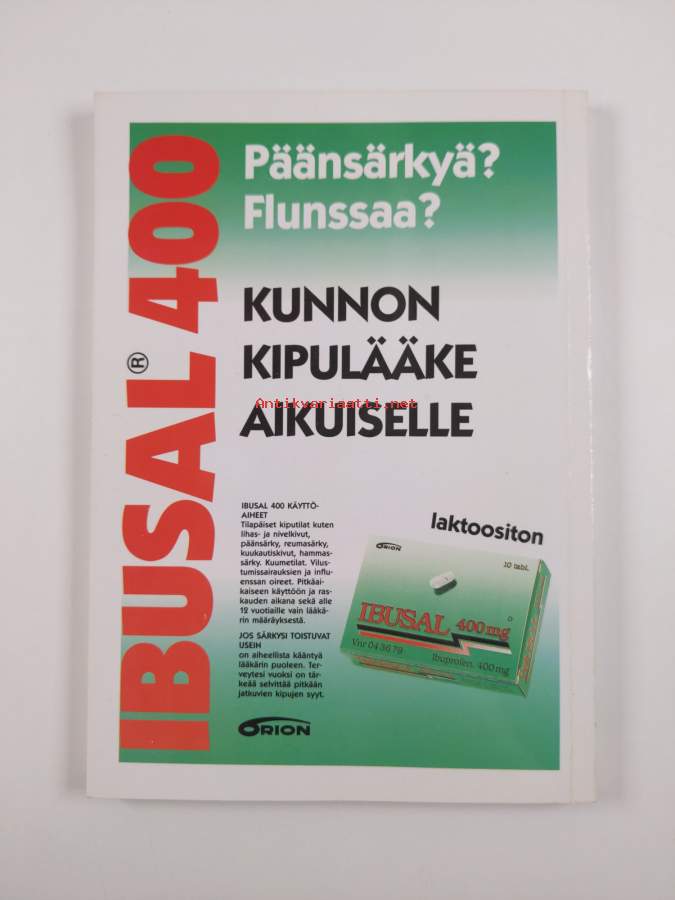 IBUSAL® 400
Päänsärkyä?
Flunssaa?
KUNNON
KIPULÄÄKE
AIKUISELLE
Antikvariaatti.net
IBUSAL 400 KÄYTTÖ-
AIHEET
Tilapäiset kiputilat kuten
lihas- ja nivelkivut,
päänsärky, reumasärky,
kuukautiskivut, hammas-
särky. Kuumetilat. Vilus-
tumissairauksien ja influ-
enssan oireet. Pitkäai-
kaiseen käyttöön ja ras-
kauden aikana sekä alle
12 vuotiaille vain lääkä-
rin määräyksestä.
JOS SÄRKYSI TOISTUVAT
USEIN
on aiheellista kääntyä
lääkärin puoleen. Ter-
veytesi vuoksi on tär-
keää selvittää pitkään
jatkuvien kipujen syyt.
ORION
laktoositon
ORION
10 tabl.
IBUSAL 400 mg
Vnr 04 36 79
Ibuprofen. 400 mg